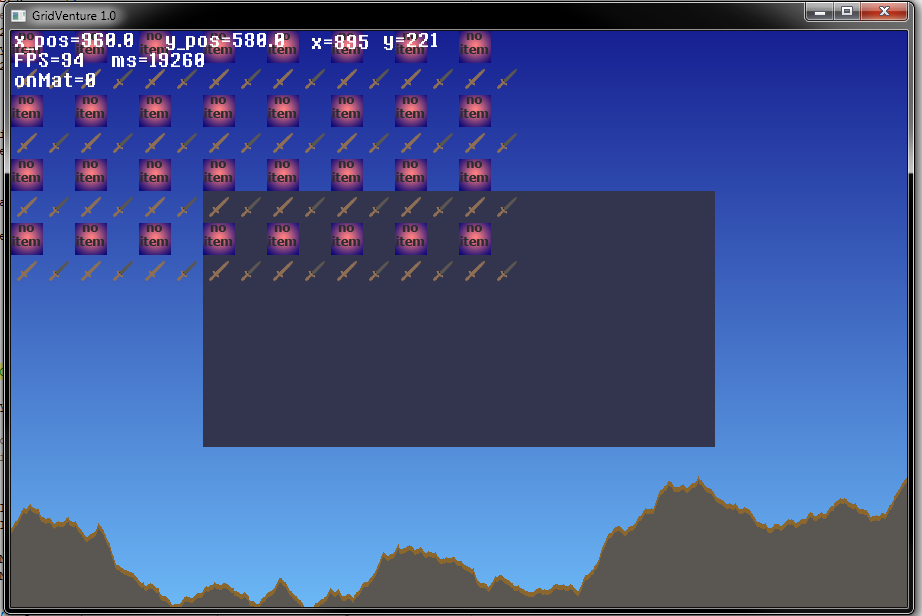 GridVenture 1.0
x_pos=960.0 y_pos=580.0 x=895 y=221
FPS=94 ms=19260
onMat=0
no item no item no item no item no item no item no item no item
no item no item no item no item no item no item no item no item
no item no item no item no item no item no item no item no item
no item no item no item no item no item no item no item no item